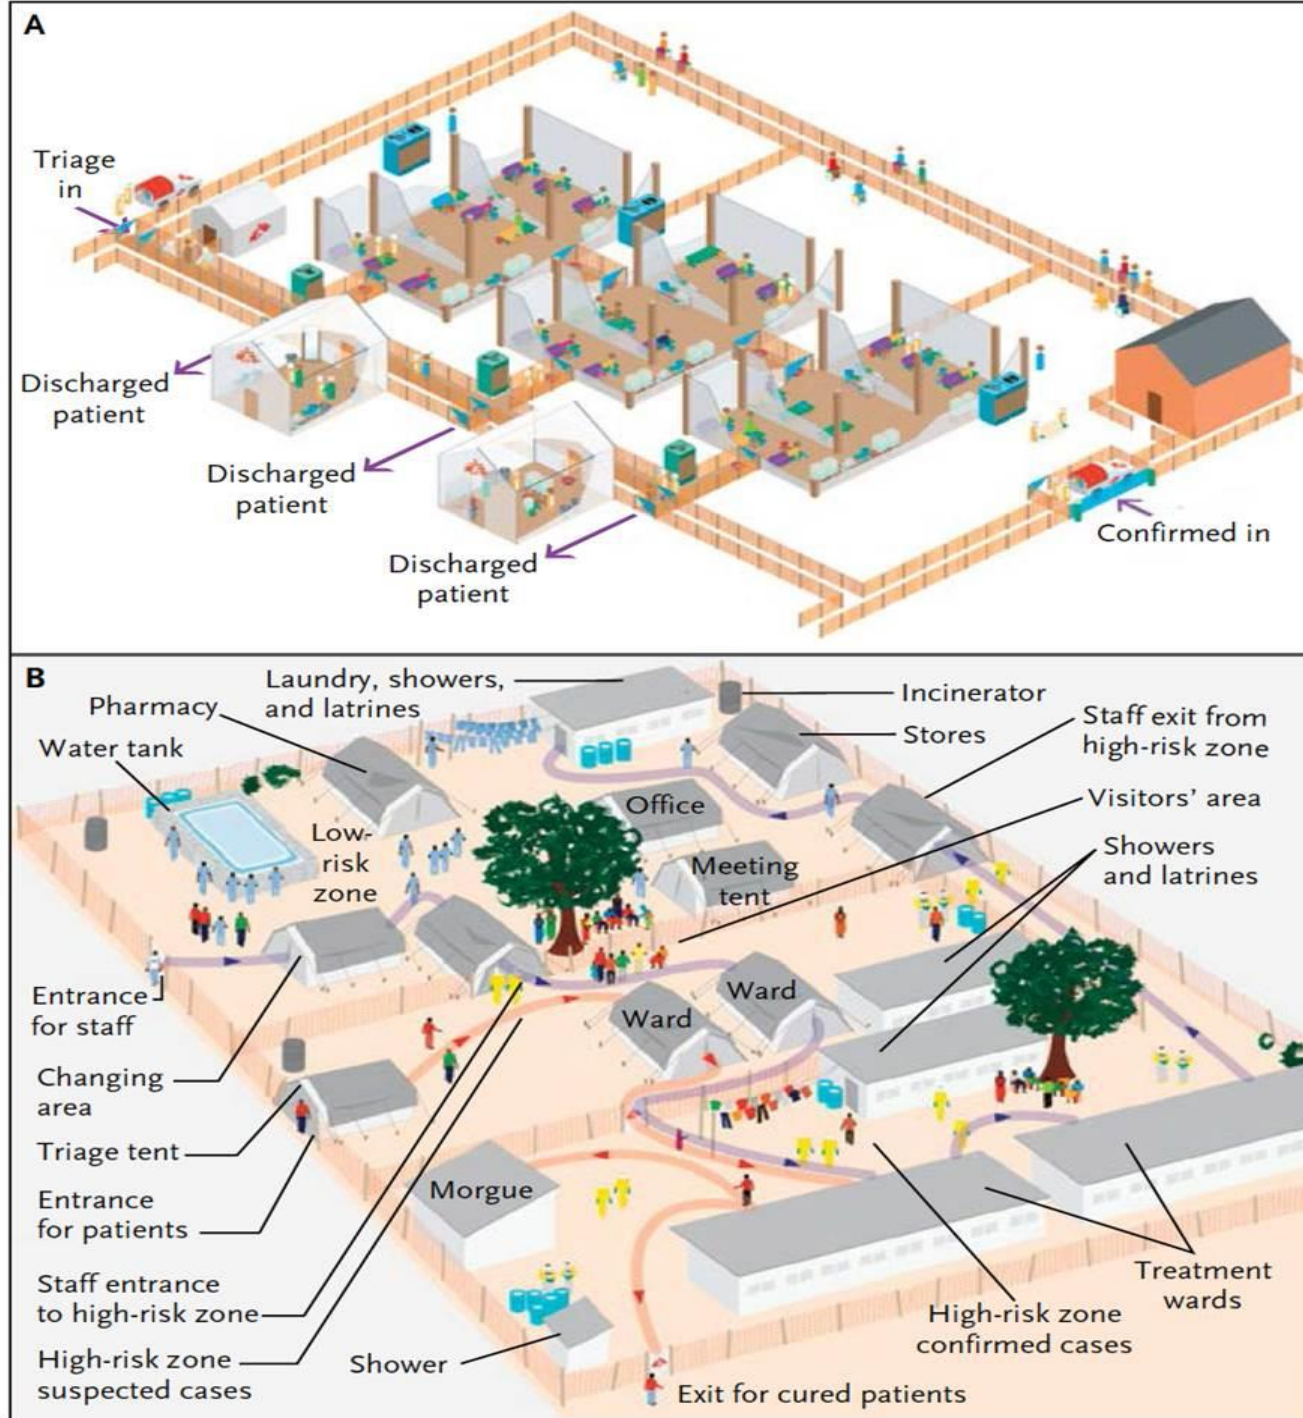 A
Triage
in
Discharged
patient
Discharged
patient
Discharged
patient
Confirmed in
B
Laundry, showers,
and latrines
Pharmacy
Water tank
Incinerator
Stores
Staff exit from
high-risk zone
Visitors’ area
Showers
and latrines
Office
Low-
risk
zone
Meeting
tent
Ward
Ward
Entrance
for staff
Changing
area
Triage tent
Entrance
for patients
Morgue
Staff entrance
to high-risk zone
High-risk zone
suspected cases
Shower
Treatment
wards
High-risk zone
confirmed cases
Exit for cured patients